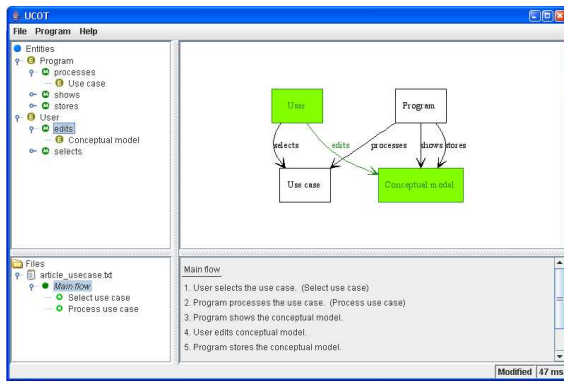 UCOT
File Program Help
Entities
E Program
M processes
E Use case
M shows
M stores
E User
M edits
E Conceptual model
M selects
User
Program
selects
edits
processes
shows
stores
Use case
Conceptual model
Files
article_usecase.txt
Main flow
Select use case
Process use case
Main flow
1. User selects the use case. (Select use case)
2. Program processes the use case. (Process use case)
3. Program shows the conceptual model.
4. User edits conceptual model.
5. Program stores the conceptual model.
Modified 47 ms